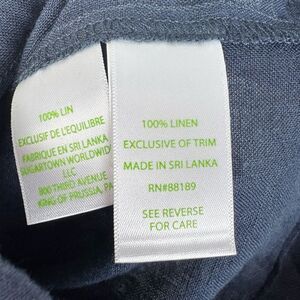 100% LIN
EXCLUSIF DE L'EQUILIBRE
FABRIQUE EN SRI LANKA
SUGARTOWN WORLDWIDE
LLC
800 THIRD AVENUE
KING OF PRUSSIA, PA
100% LINEN
EXCLUSIVE OF TRIM
MADE IN SRI LANKA
RN#88189
SEE REVERSE
FOR CARE